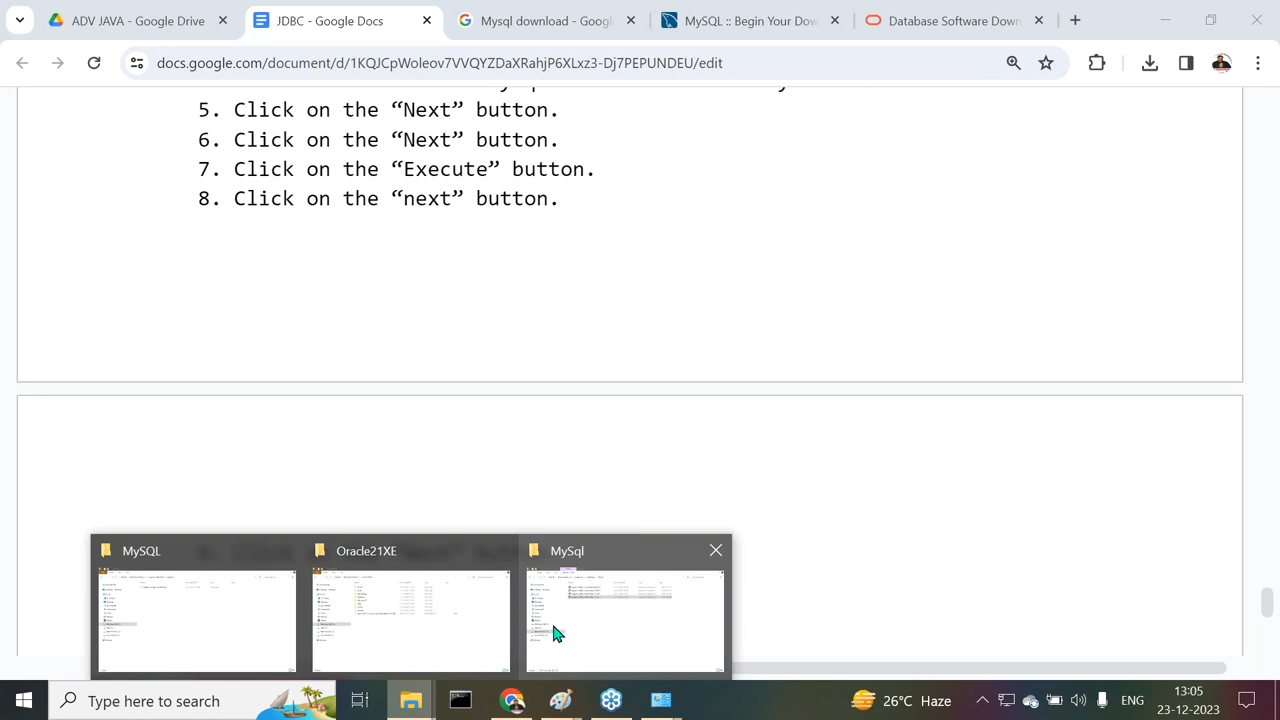 ADV JAVA - Google Drive
JDBC - Google Docs
Mysql download - Goog
MySQL :: Begin Your Dow
Database Software Down
docs.google.com/document/d/1KQJCpWoleov7VVQYZDaXRahjP6XLxz3-Dj7PEPUNDEU/edit
5. Click on the “Next” button.
6. Click on the “Next” button.
7. Click on the “Execute” button.
8. Click on the “next” button.
MySQL
Oracle21XE
MySql
Type here to search
26°C Haze
ENG
13:05
23-12-2023